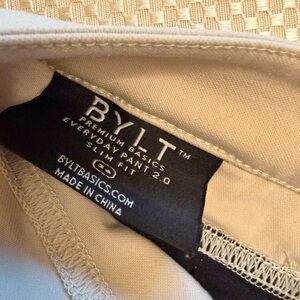 BYLT™
PREMIUM BASICS
EVERYDAY PANT 2.0
SLIM FIT
BYLTBASICS.COM
MADE IN CHINA